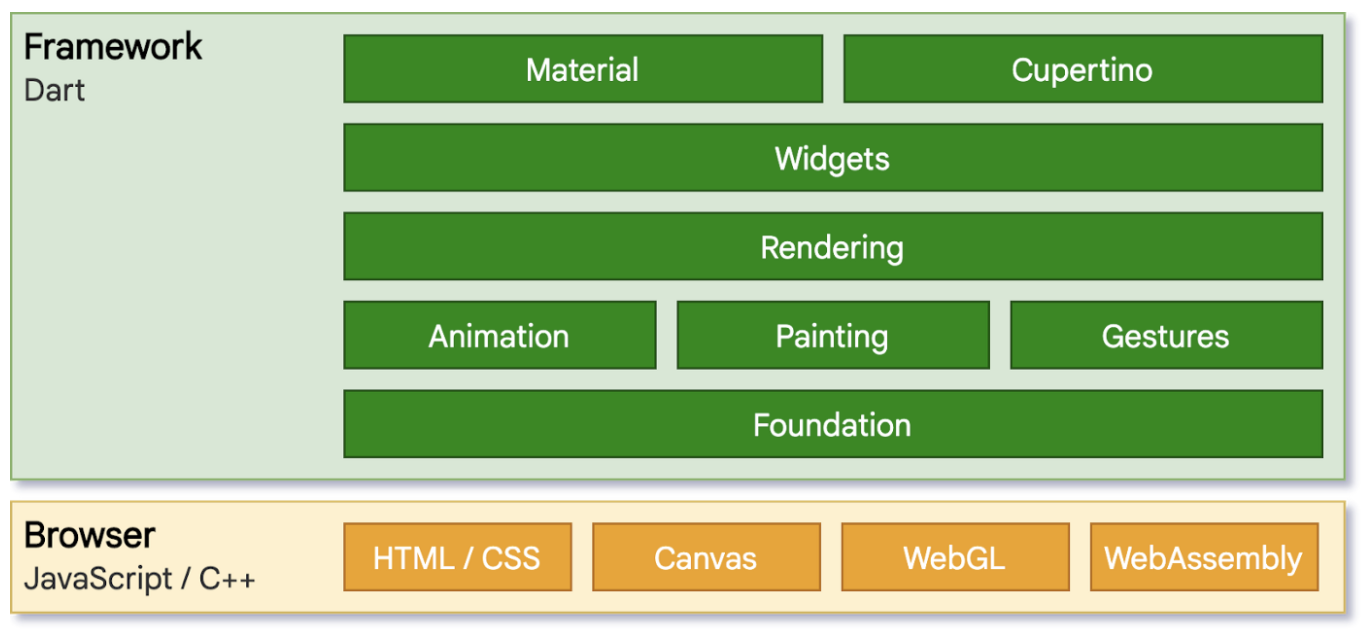 Framework
Dart
Material
Cupertino
Widgets
Rendering
Animation
Painting
Gestures
Foundation
Browser
JavaScript / C++
HTML / CSS
Canvas
WebGL
WebAssembly